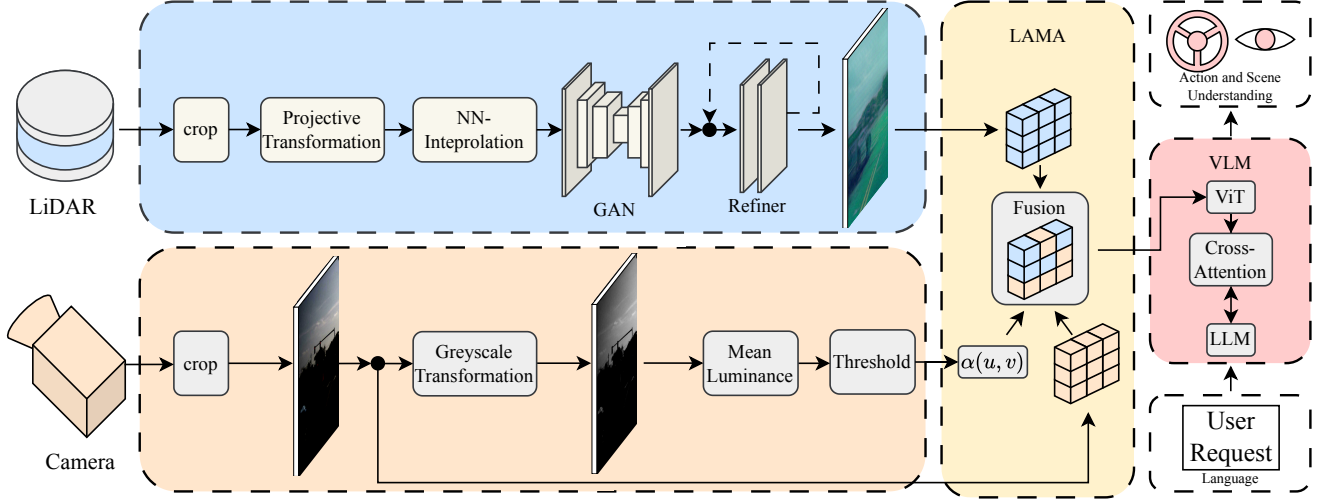 LiDAR
crop
Projective
Transformation
NN-
Inteprolation
GAN
Refiner
LAMA
Fusion
α(u, v)
Camera
crop
Greyscale
Transformation
Mean
Luminance
Threshold
Action and Scene
Understanding
VLM
ViT
Cross-
Attention
LLM
User
Request
Language